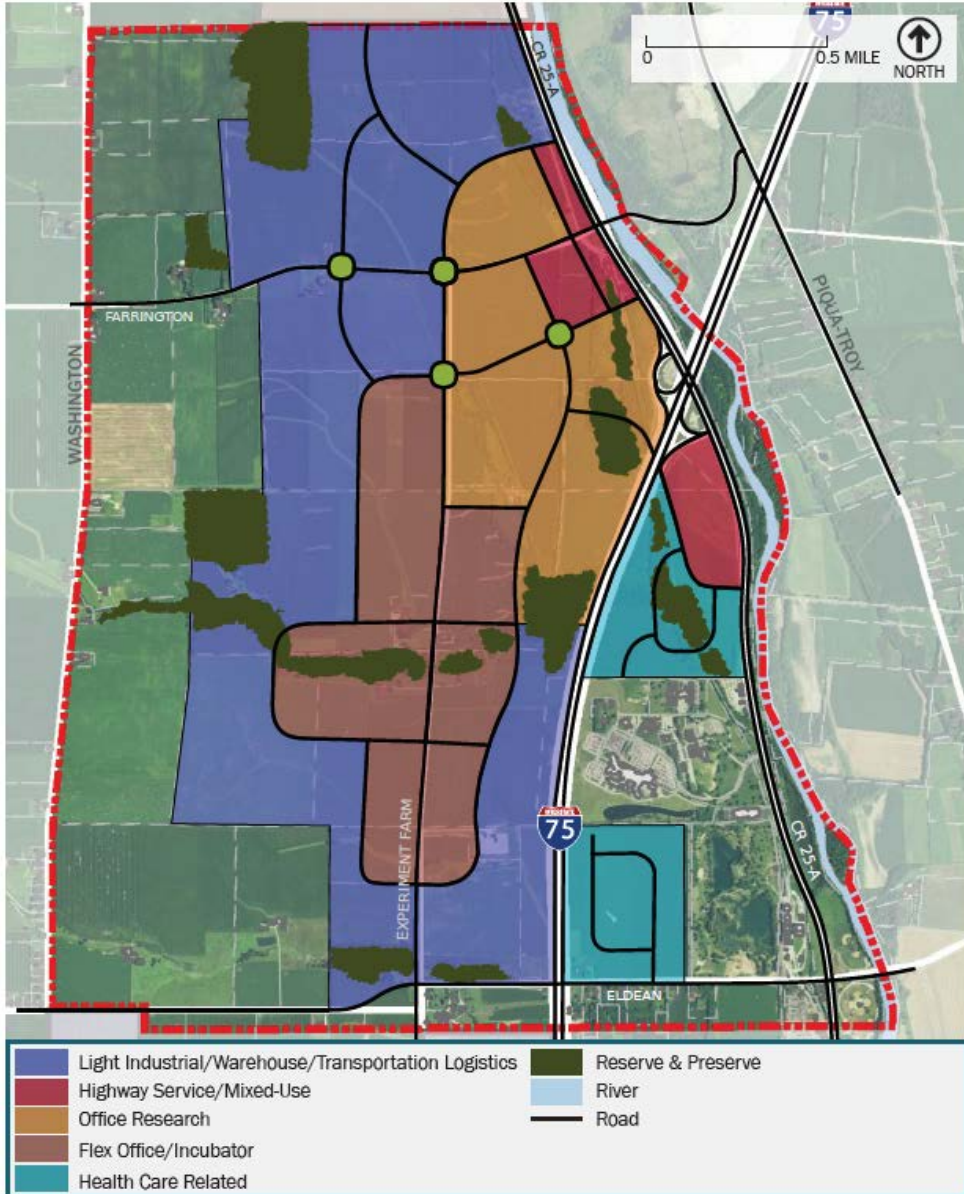 INTERSTATE
75
0
0.5 MILE
NORTH
CR 25-A
PIQUA-TROY
FARRINGTON
WASHINGTON
EXPERIMENT FARM
INTERSTATE
75
CR 25-A
ELDEAN
Light Industrial/Warehouse/Transportation Logistics
Highway Service/Mixed-Use
Office Research
Flex Office/Incubator
Health Care Related
Reserve & Preserve
River
Road